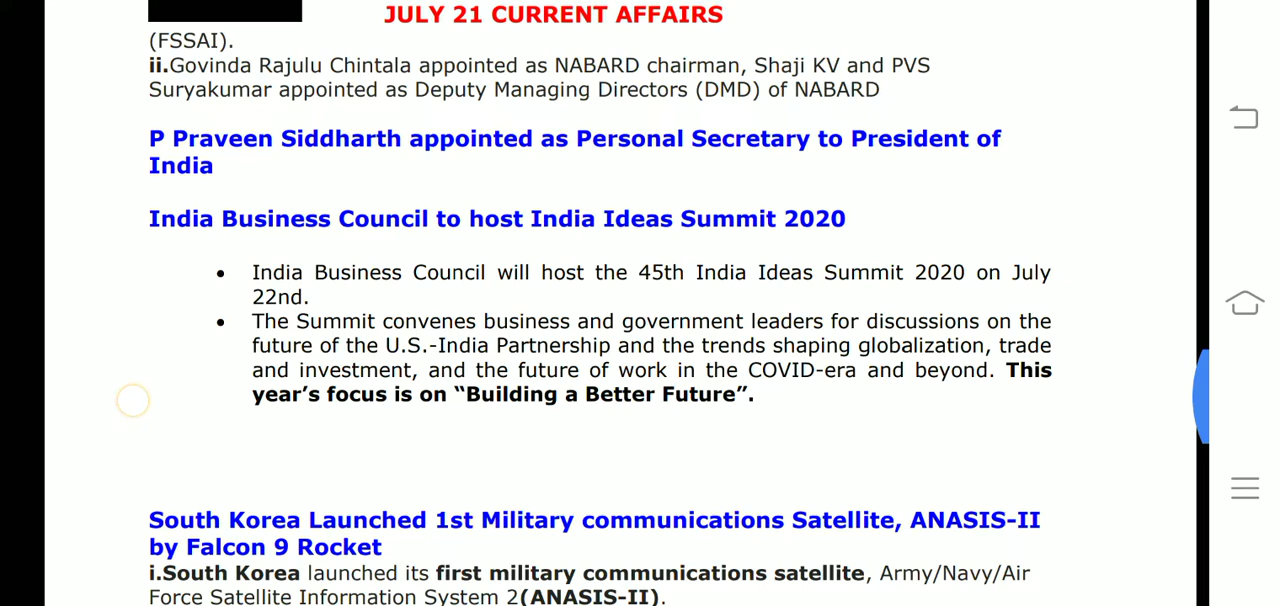 JULY 21 CURRENT AFFAIRS
(FSSAI).
ii.Govinda Rajulu Chintala appointed as NABARD chairman, Shaji KV and PVS
Suryakumar appointed as Deputy Managing Directors (DMD) of NABARD
P Praveen Siddharth appointed as Personal Secretary to President of
India
India Business Council to host India Ideas Summit 2020
• India Business Council will host the 45th India Ideas Summit 2020 on July
22nd.
• The Summit convenes business and government leaders for discussions on the
future of the U.S.-India Partnership and the trends shaping globalization, trade
and investment, and the future of work in the COVID-era and beyond. This
year's focus is on “Building a Better Future”.
South Korea Launched 1st Military communications Satellite, ANASIS-II
by Falcon 9 Rocket
i.South Korea launched its first military communications satellite, Army/Navy/Air
Force Satellite Information System 2(ANASIS-II).